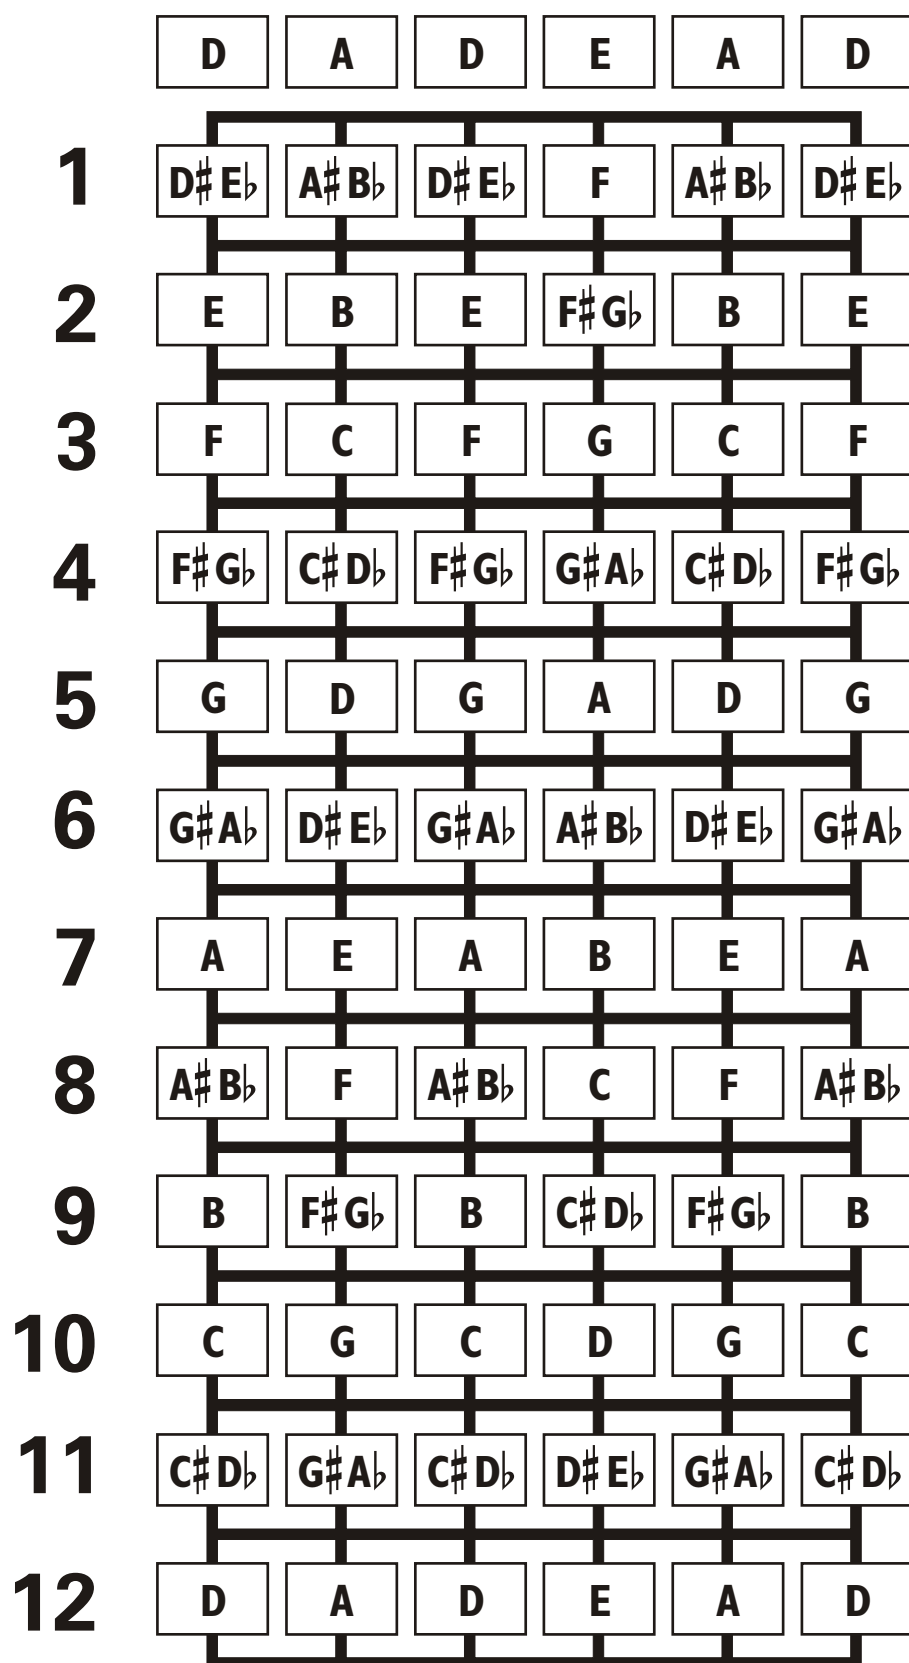 D A D E A D
1 D♯E♭ A♯B♭ D♯E♭ F A♯B♭ D♯E♭
2 E B E F♯G♭ B E
3 F C F G C F
4 F♯G♭ C♯D♭ F♯G♭ G♯A♭ C♯D♭ F♯G♭
5 G D G A D G
6 G♯A♭ D♯E♭ G♯A♭ A♯B♭ D♯E♭ G♯A♭
7 A E A B E A
8 A♯B♭ F A♯B♭ C F A♯B♭
9 B F♯G♭ B C♯D♭ F♯G♭ B
10 C G C D G C
11 C♯D♭ G♯A♭ C♯D♭ D♯E♭ G♯A♭ C♯D♭
12 D A D E A D